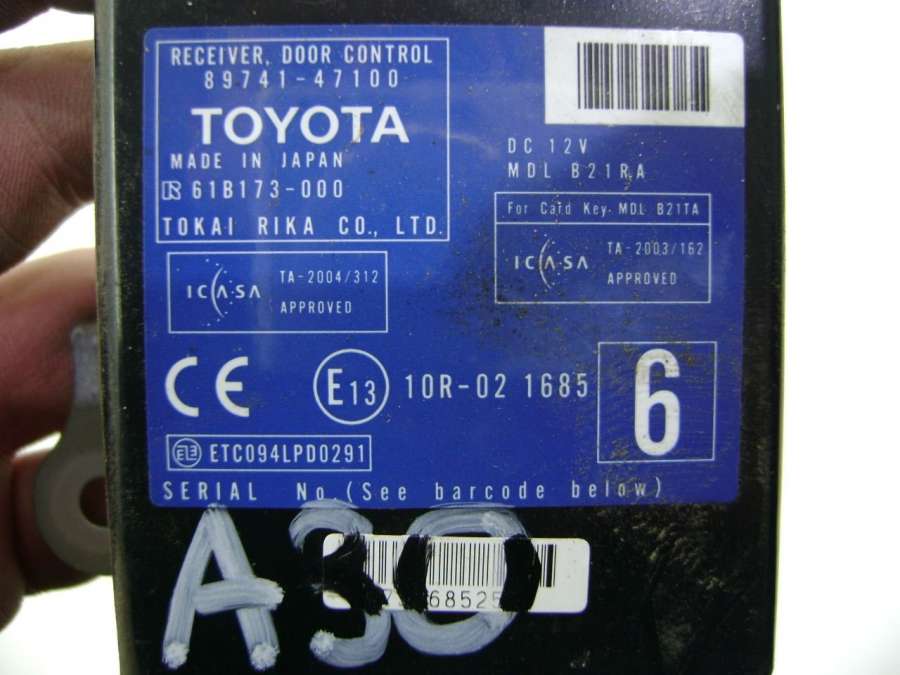 RECEIVER, DOOR CONTROL
89741-47100
TOYOTA
MADE IN JAPAN
61B173-000
TOKAI RIKA CO., LTD.
DC 12V
MDL B21RA
For Card Key. MDL B21TA
ICASA TA-2003/162
APPROVED
ICASA TA-2004/312
APPROVED
CE E13 10R-02 1685 6
ETC094LPD0291
SERIAL No.(See barcode below)
A30